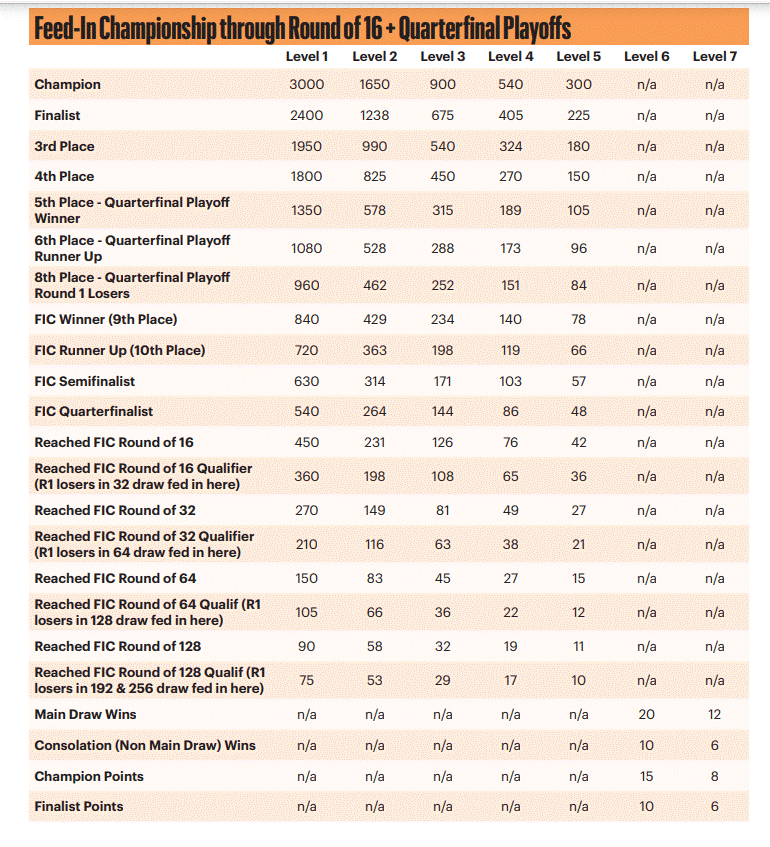 Feed-In Championship through Round of 16 + Quarterfinal Playoffs
Level 1 Level 2 Level 3 Level 4 Level 5 Level 6 Level 7
Champion 3000 1650 900 540 300 n/a n/a
Finalist 2400 1238 675 405 225 n/a n/a
3rd Place 1950 990 540 324 180 n/a n/a
4th Place 1800 825 450 270 150 n/a n/a
5th Place - Quarterfinal Playoff
Winner 1350 578 315 189 105 n/a n/a
6th Place - Quarterfinal Playoff
Runner Up 1080 528 288 173 96 n/a n/a
8th Place - Quarterfinal Playoff
Round 1 Losers 960 462 252 151 84 n/a n/a
FIC Winner (9th Place) 840 429 234 140 78 n/a n/a
FIC Runner Up (10th Place) 720 363 198 119 66 n/a n/a
FIC Semifinalist 630 314 171 103 57 n/a n/a
FIC Quarterfinalist 540 264 144 86 48 n/a n/a
Reached FIC Round of 16 450 231 126 76 42 n/a n/a
Reached FIC Round of 16 Qualifier
(R1 losers in 32 draw fed in here) 360 198 108 65 36 n/a n/a
Reached FIC Round of 32 270 149 81 49 27 n/a n/a
Reached FIC Round of 32 Qualifier
(R1 losers in 64 draw fed in here) 210 116 63 38 21 n/a n/a
Reached FIC Round of 64 150 83 45 27 15 n/a n/a
Reached FIC Round of 64 Qualif (R1
losers in 128 draw fed in here) 105 66 36 22 12 n/a n/a
Reached FIC Round of 128 90 58 32 19 11 n/a n/a
Reached FIC Round of 128 Qualif (R1
losers in 192 & 256 draw fed in here) 75 53 29 17 10 n/a n/a
Main Draw Wins n/a n/a n/a n/a n/a 20 12
Consolation (Non Main Draw) Wins n/a n/a n/a n/a n/a 10 6
Champion Points n/a n/a n/a n/a n/a 15 8
Finalist Points n/a n/a n/a n/a n/a 10 6